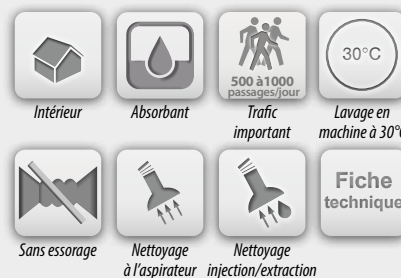 500 à1000
passages/jour
30°C
Intérieur
Absorbant
Trafic
important
Lavage en
machine à 30°C
Fiche
technique
Sans essorage
Nettoyage
à l'aspirateur
Nettoyage
injection/extraction